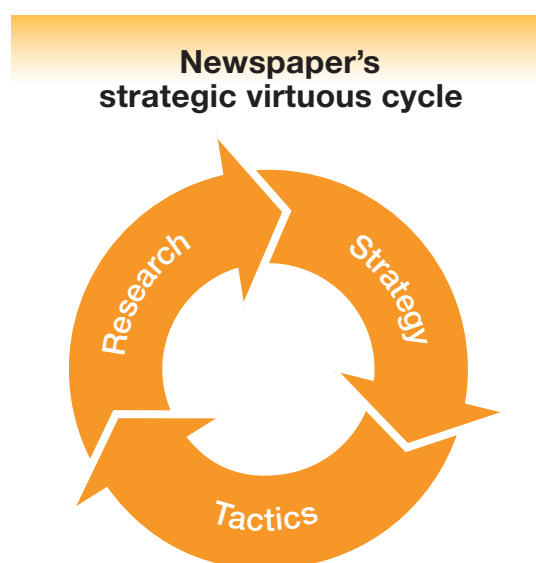 Newspaper’s
strategic virtuous cycle
Research
Strategy
Tactics